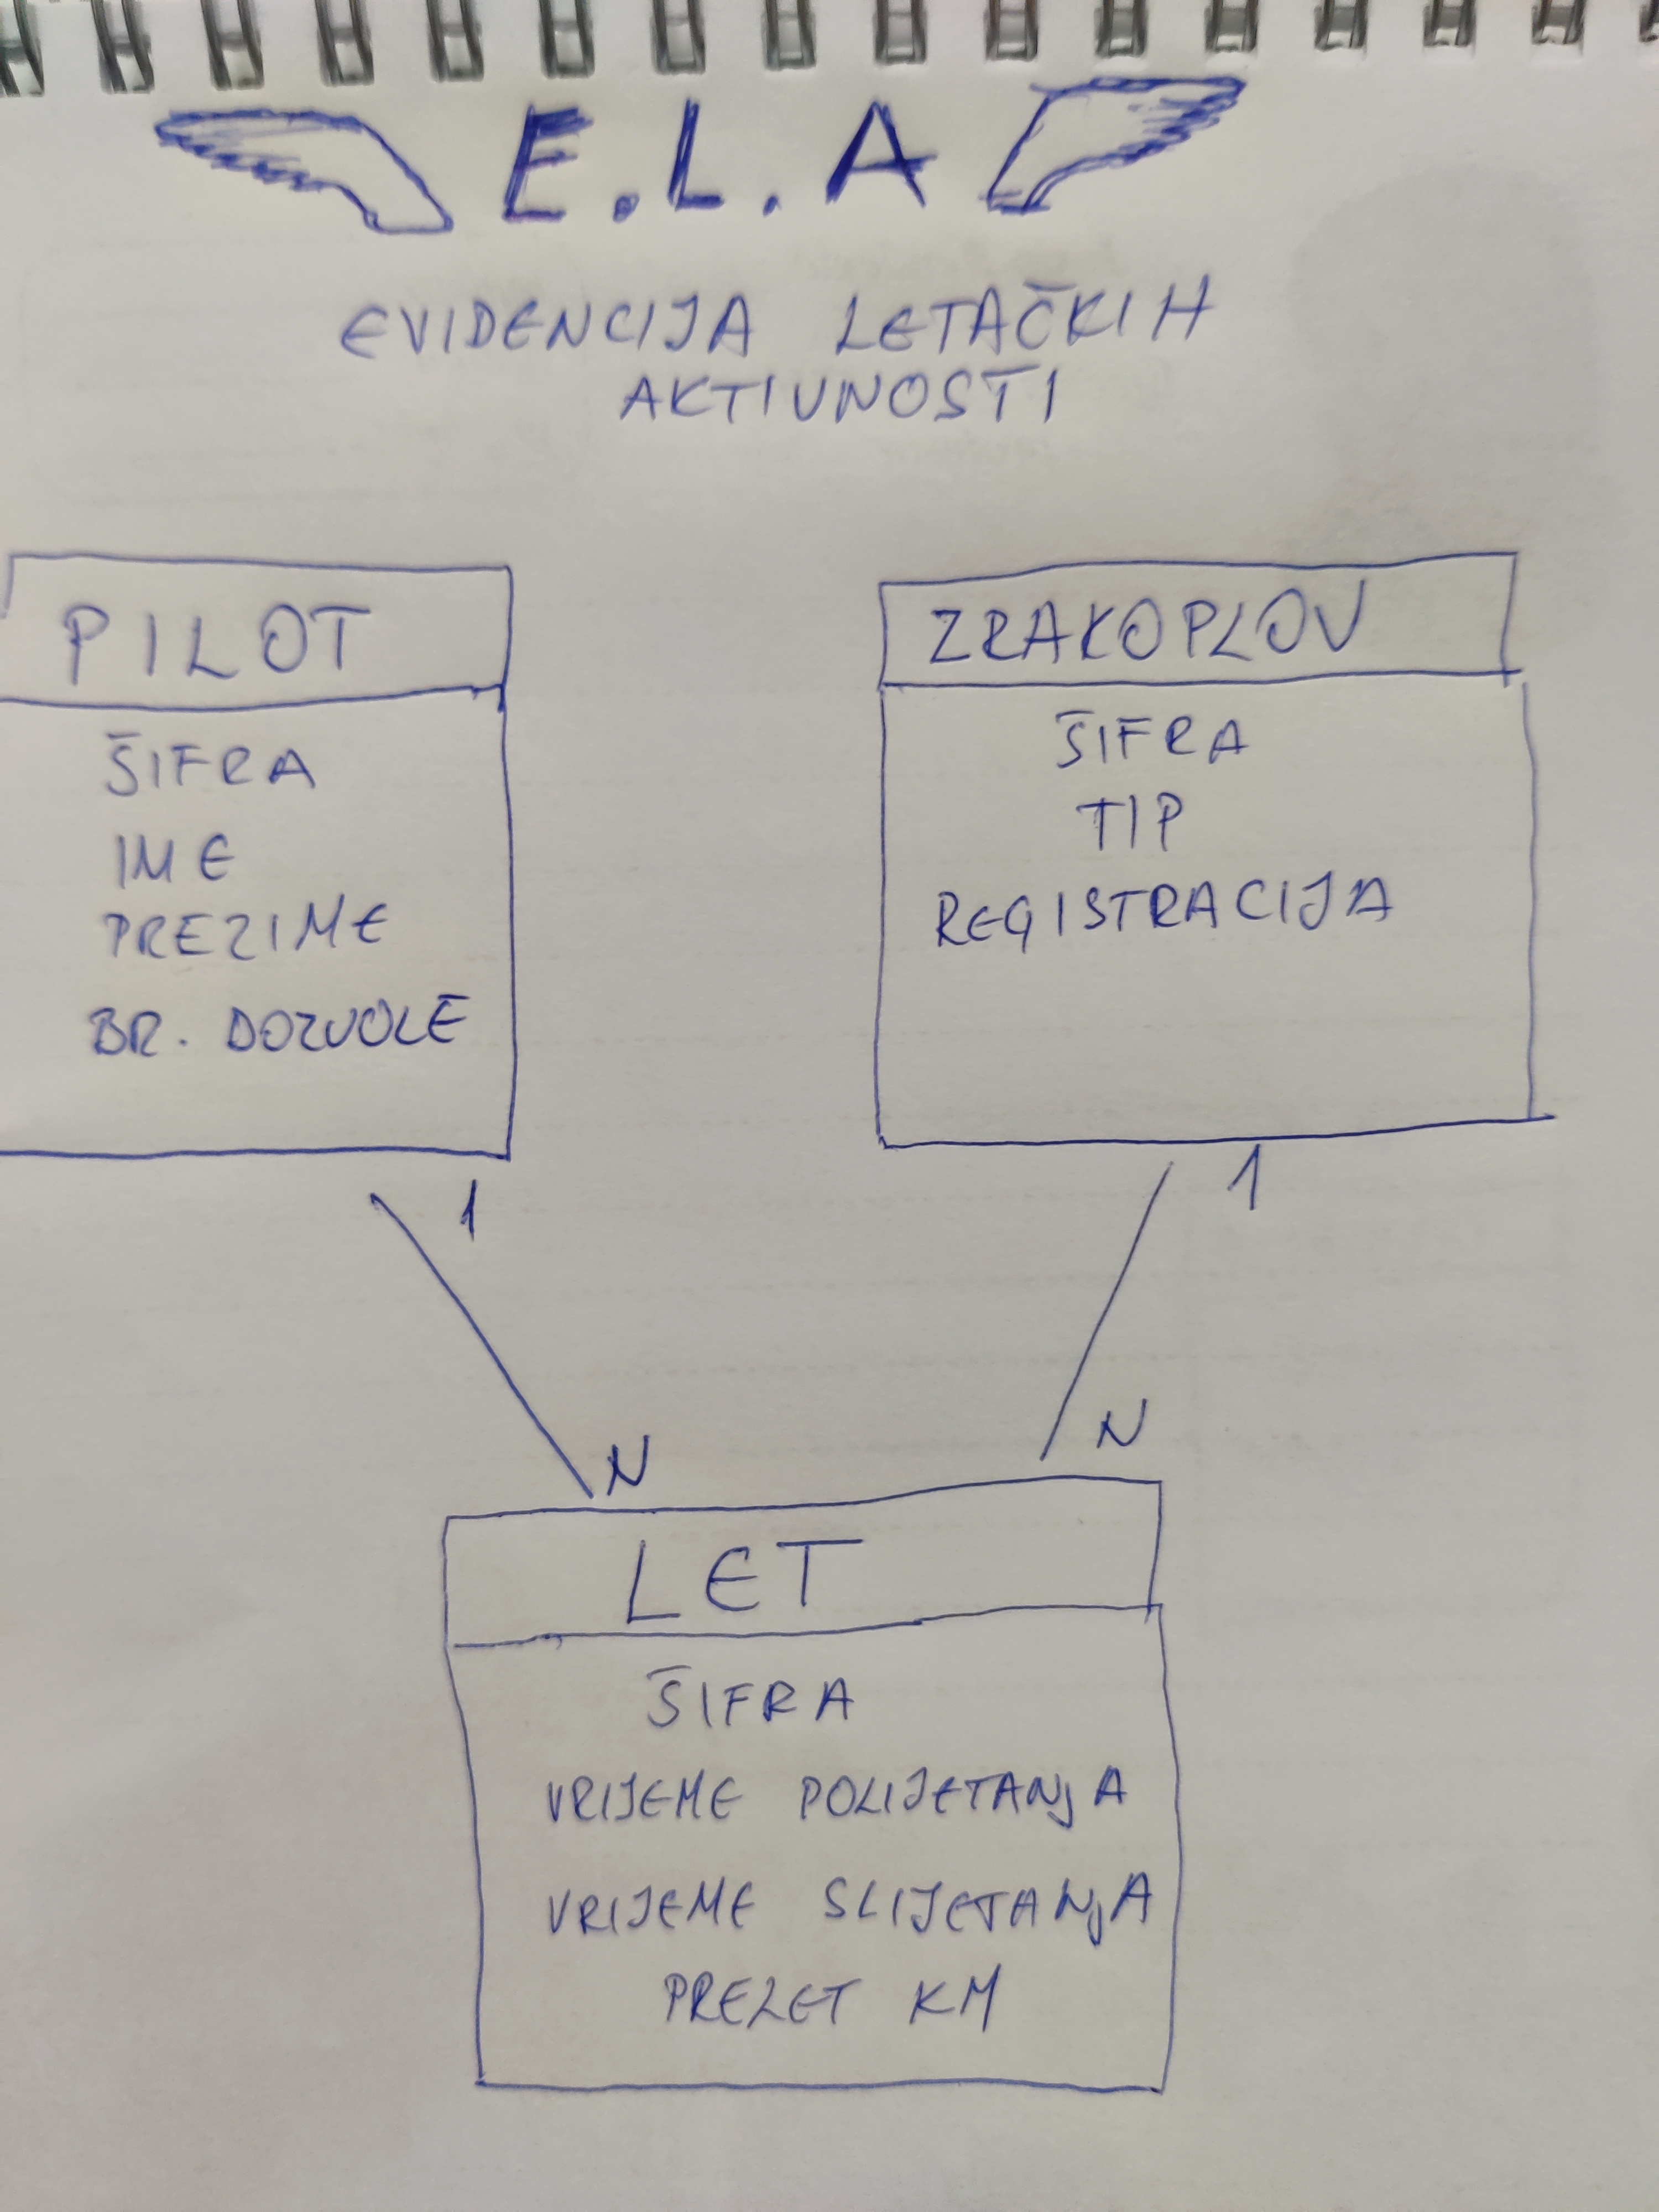 E.L.A
EVIDENCIJA LETAČKIH
AKTIVNOSTI
PILOT
ŠIFRA
IME
PREZIME
BR. DOZVOLE
ZRAKOPLOV
ŠIFRA
TIP
REGISTRACIJA
1
1
N
N
LET
ŠIFRA
VRIJEME POLIJETANJA
VRIJEME SLIJETANJA
PRELET KM